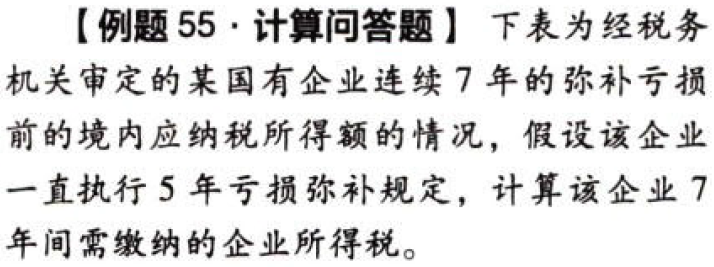 【例题 55 · 计算问答题】 下表为经税务
机关审定的某国有企业连续 7 年的弥补亏损
前的境内应纳税所得额的情况，假设该企业
一直执行 5 年亏损弥补规定，计算该企业 7
年间需缴纳的企业所得税。